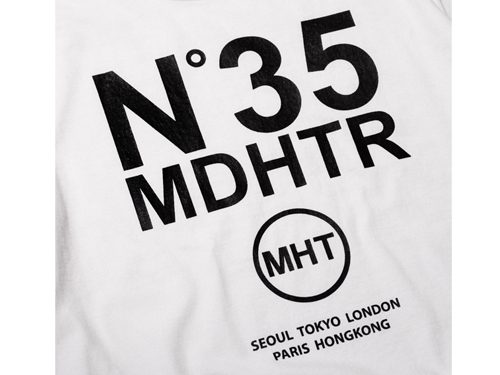 N°35
MDHTR
MHT
SEOUL TOKYO LONDON
PARIS HONGKONG